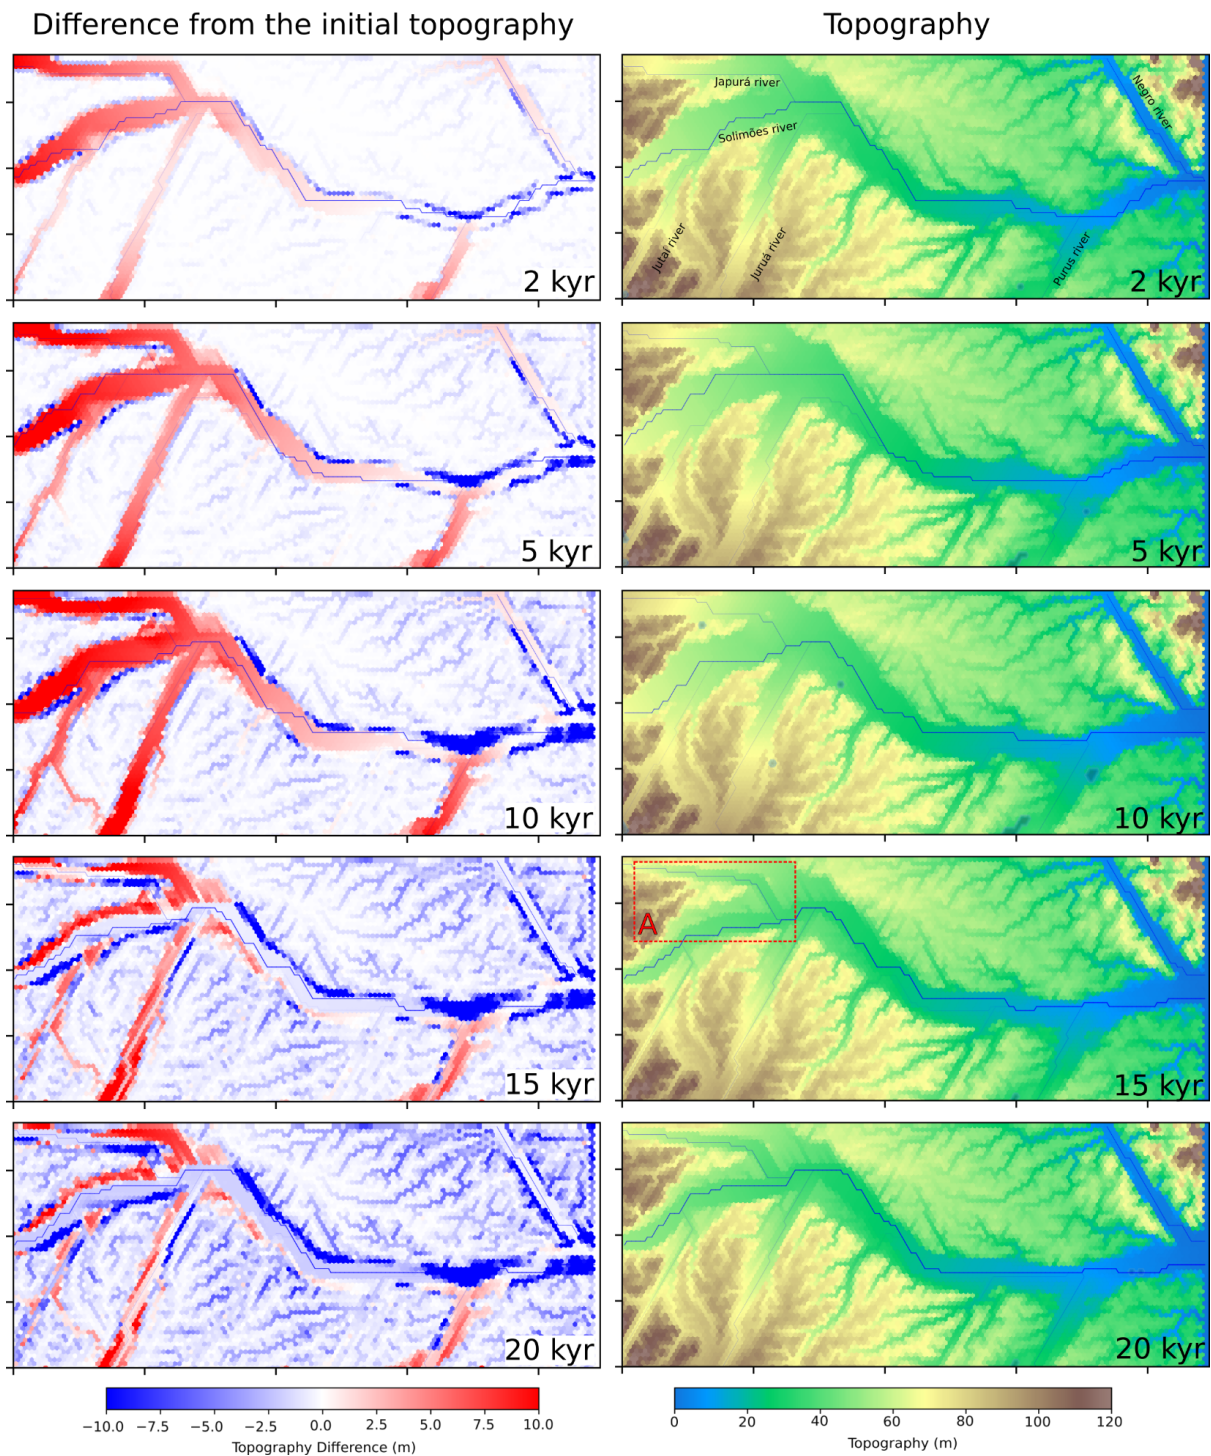 Difference from the initial topography
Topography
Japurá river
Solimões river
Negro river
Jutaí river
Juruá river
Purus river
2 kyr
2 kyr
5 kyr
5 kyr
10 kyr
10 kyr
A
15 kyr
15 kyr
20 kyr
20 kyr
−10.0 −7.5 −5.0 −2.5 0.0 2.5 5.0 7.5 10.0
Topography Difference (m)
0 20 40 60 80 100 120
Topography (m)